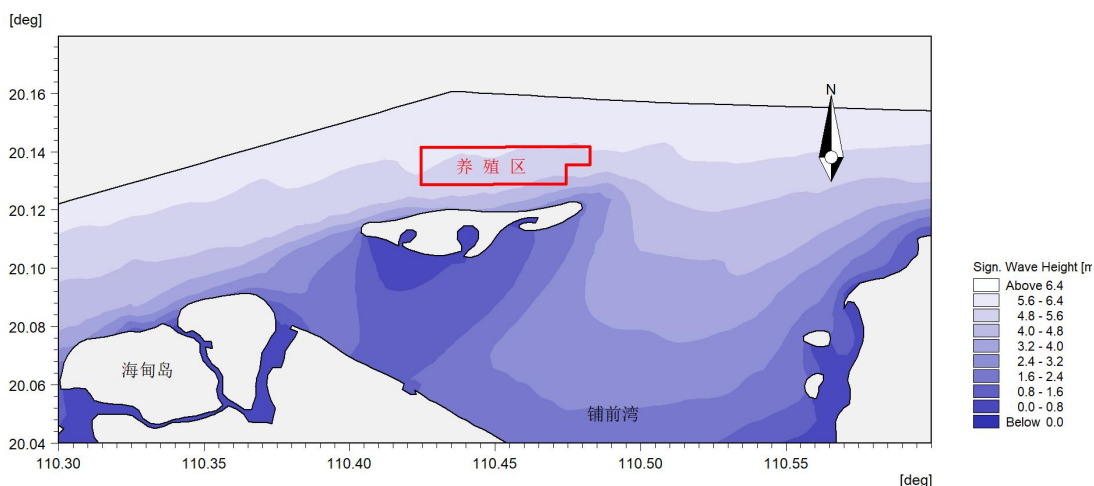 [deg]
20.16
20.14
20.12
20.10
20.08
20.06
20.04
110.30
110.35
110.40
110.45
110.50
110.55
[deg]
N
养殖区
海甸岛
铺前湾
Sign. Wave Height [m
Above 6.4
5.6 - 6.4
4.8 - 5.6
4.0 - 4.8
3.2 - 4.0
2.4 - 3.2
1.6 - 2.4
0.8 - 1.6
0.0 - 0.8
Below 0.0